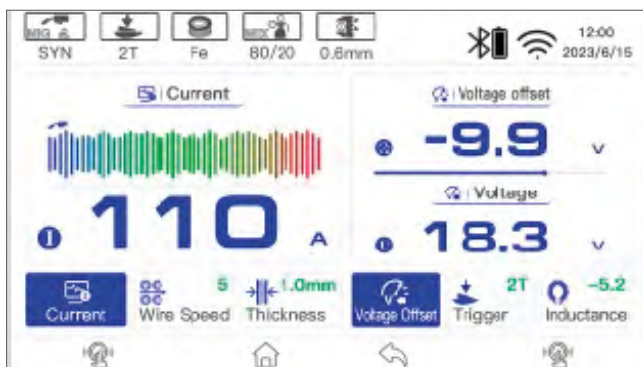 MIG MIX 12:00
SYN 2T Fe 80/20 0.6mm 2023/6/15
Current Voltage offset
-9.9 V
Voltage
110 A 18.3 V
5 1.0mm 2T -5.2
Current Wire Speed Thickness Voltage Offset Trigger Inductance